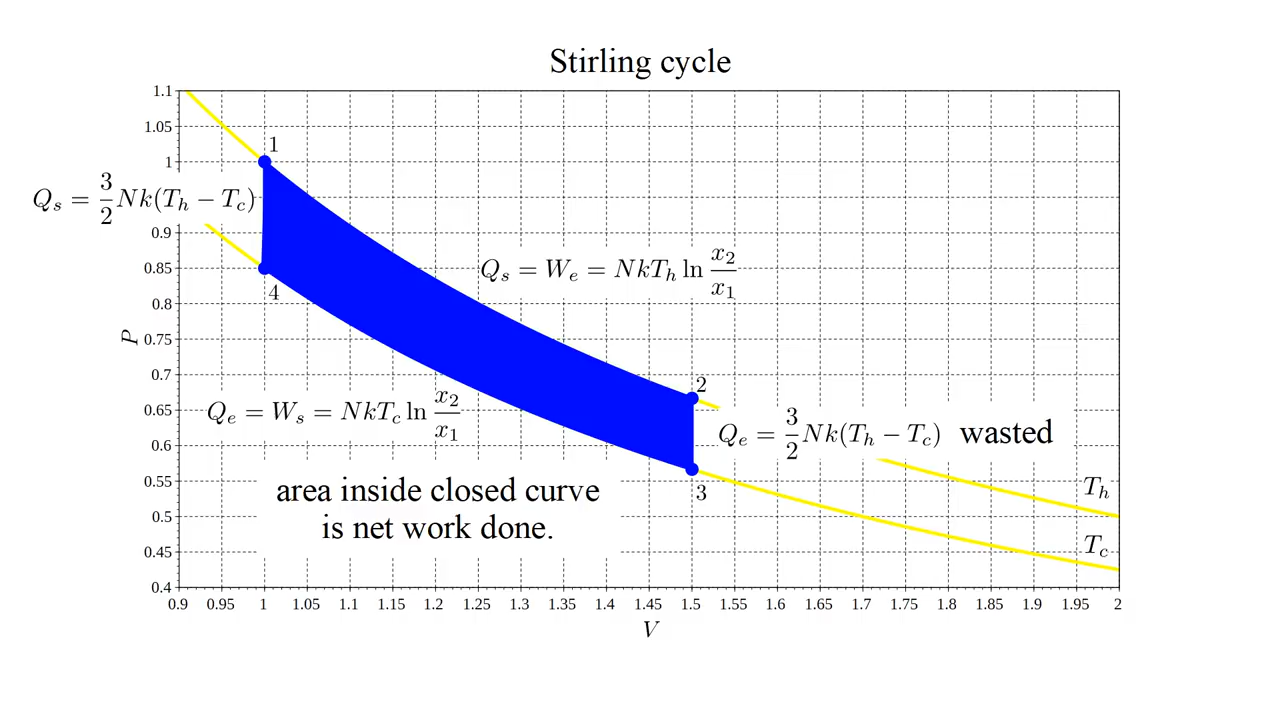 Stirling cycle
1.1
1.05
1
0.9
0.85
0.8
0.75
0.7
0.65
0.6
0.55
0.5
0.45
0.4
P
1
Q_s = \frac{3}{2}Nk(T_h − T_c)
Q_s = W_e = NkT_h ln \frac{x_2}{x_1}
4
2
Q_e = W_s = NkT_c ln \frac{x_2}{x_1}
Q_e = \frac{3}{2}Nk(T_h − T_c) wasted
3
area inside closed curve
is net work done.
T_h
T_c
0.9 0.95 1 1.05 1.1 1.15 1.2 1.25 1.3 1.35 1.4 1.45 1.5 1.55 1.6 1.65 1.7 1.75 1.8 1.85 1.9 1.95 2
V